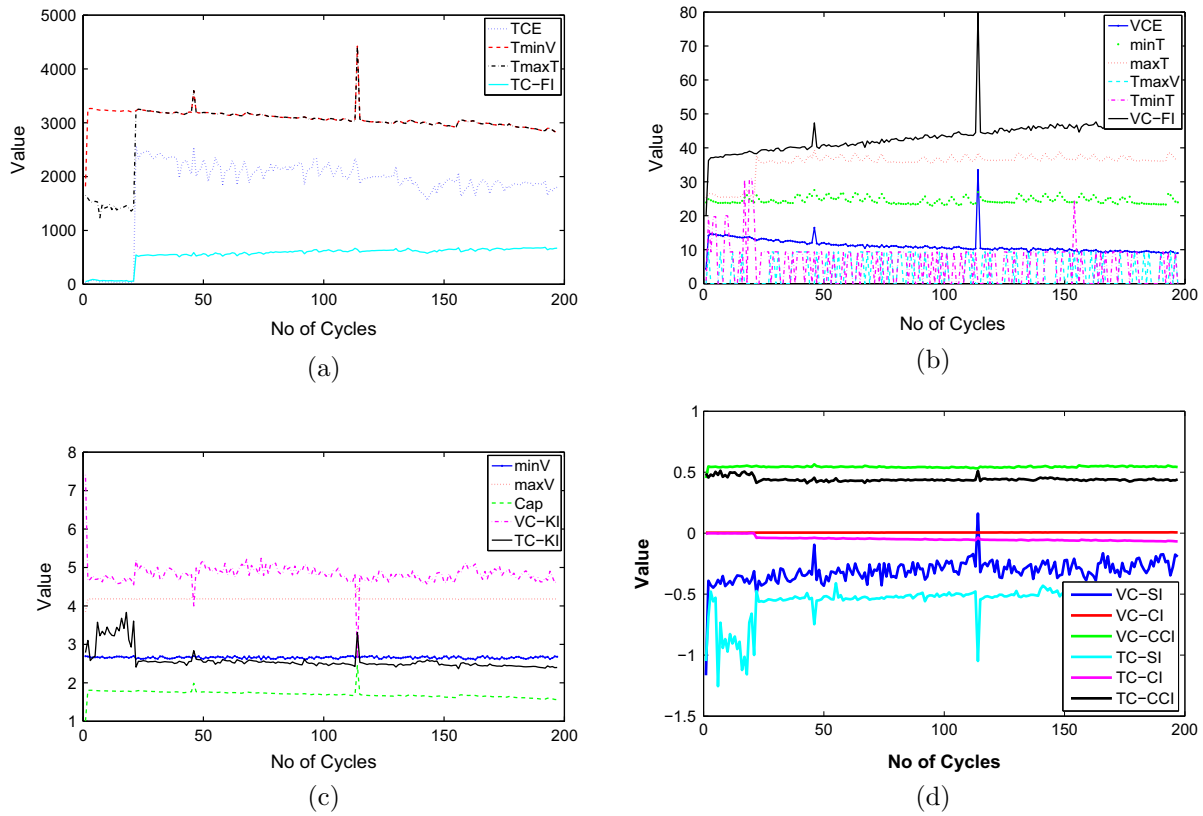 5000
4000
3000
2000
1000
0
Value
TCE
TminV
TmaxT
TC−FI
0 50 100 150 200
No of Cycles
(a)
80
70
60
50
40
30
20
10
0
Value
VCE
minT
maxT
TmaxV
TminT
VC−FI
0 50 100 150 200
No of Cycles
(b)
8
7
6
5
4
3
2
1
Value
minV
maxV
Cap
VC−KI
TC−KI
0 50 100 150 200
No of Cycles
(c)
1
0.5
0
−0.5
−1
−1.5
Value
VC−SI
VC−CI
VC−CCI
TC−SI
TC−CI
TC−CCI
0 50 100 150 200
No of Cycles
(d)